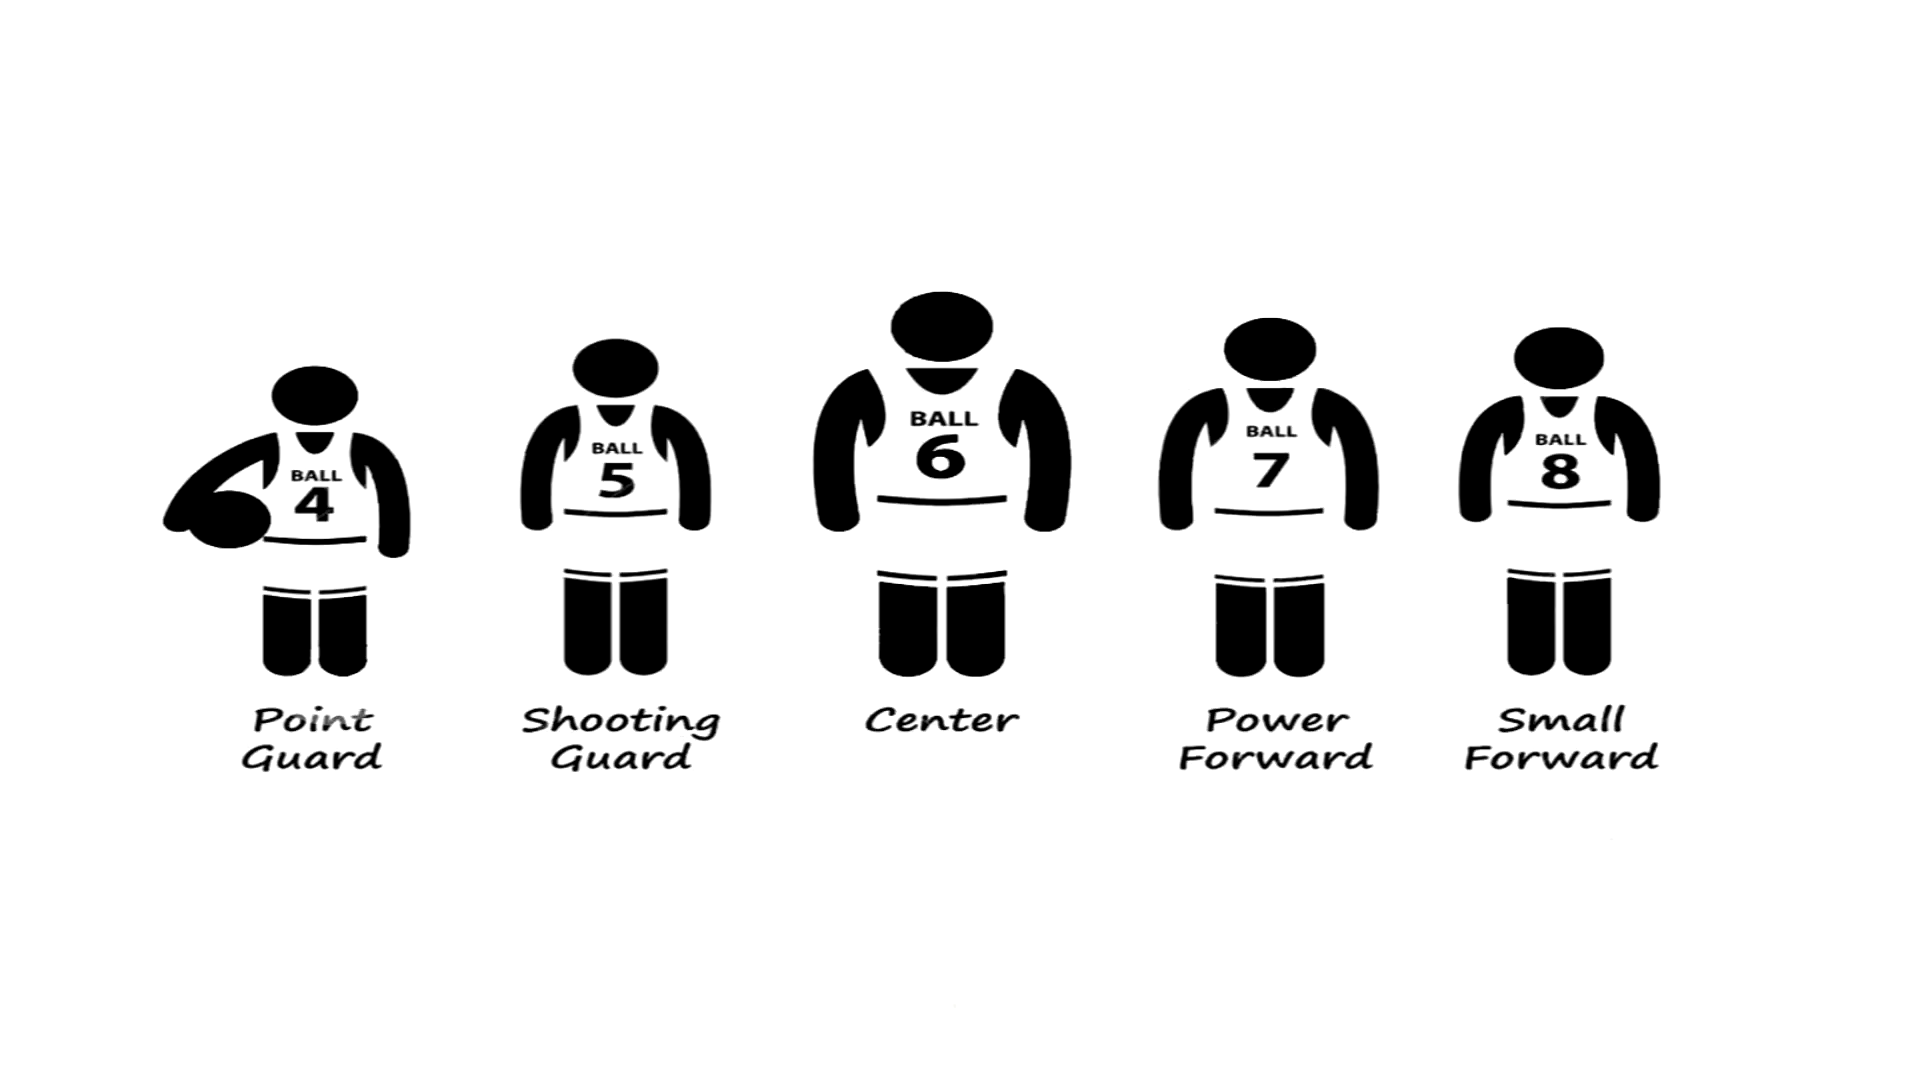 BALL
4
BALL
5
BALL
6
BALL
7
BALL
8
Point
Guard
Shooting
Guard
Center
Power
Forward
Small
Forward